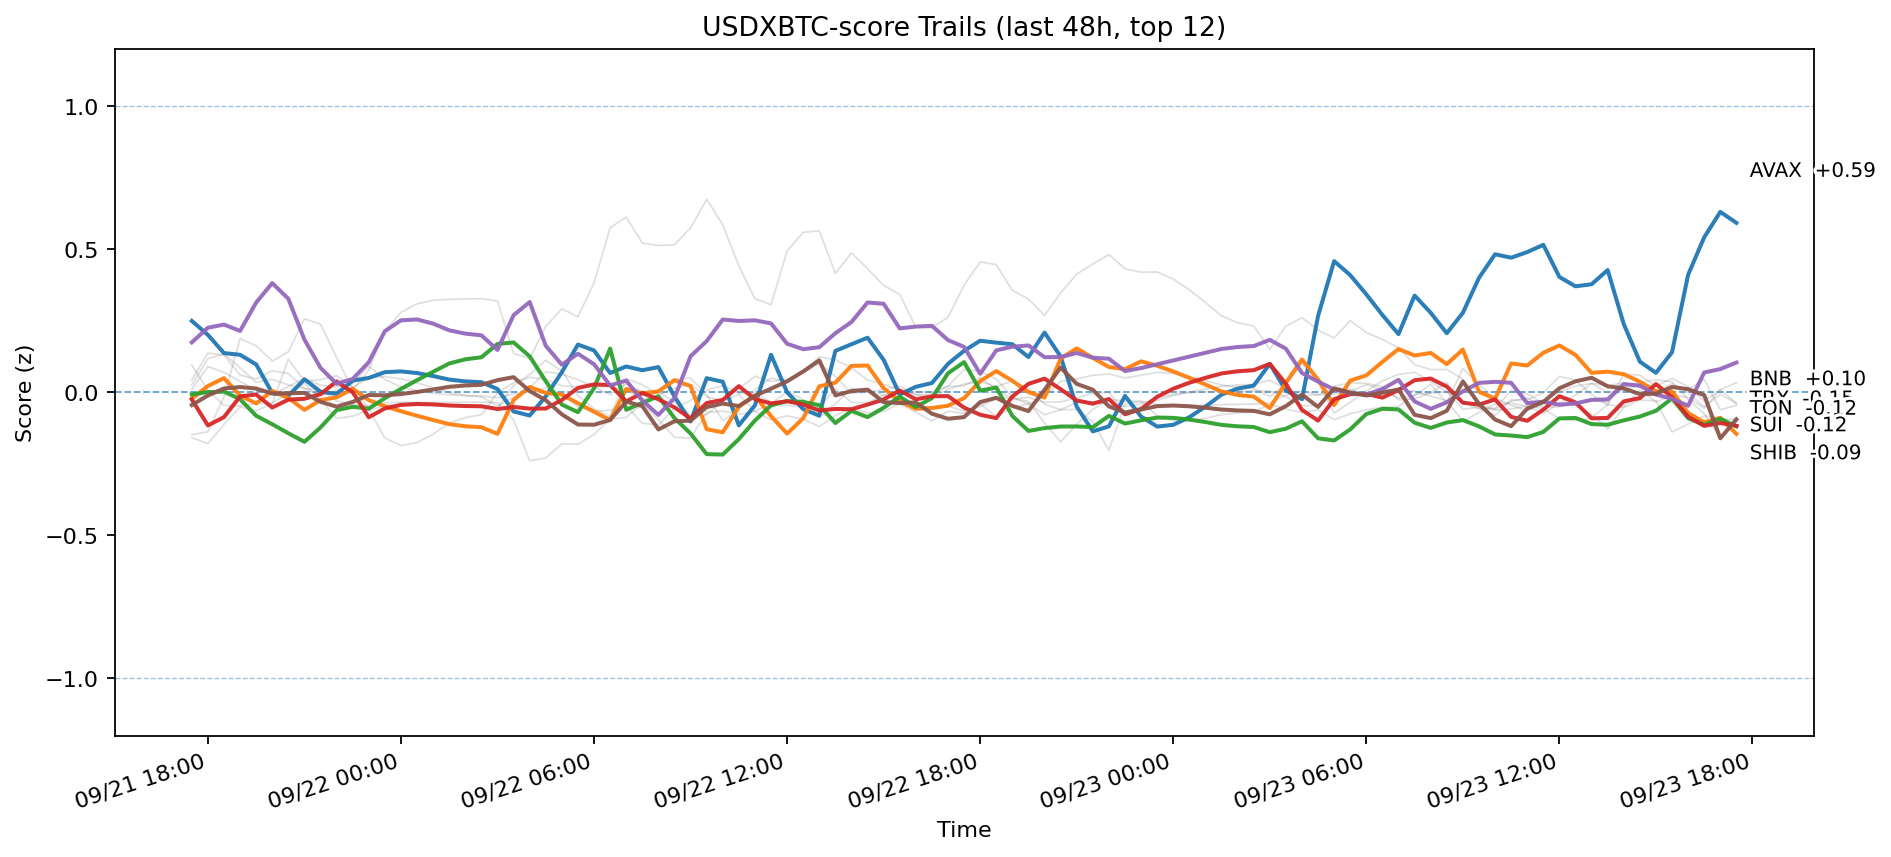 USDXBTC-score Trails (last 48h, top 12)
Score (z)
1.0
0.5
0.0
−0.5
−1.0
AVAX +0.59
BNB +0.10
TON -0.12
SUI -0.12
SHIB -0.09
09/21 18:00
09/22 00:00
09/22 06:00
09/22 12:00
09/22 18:00
09/23 00:00
09/23 06:00
09/23 12:00
09/23 18:00
Time